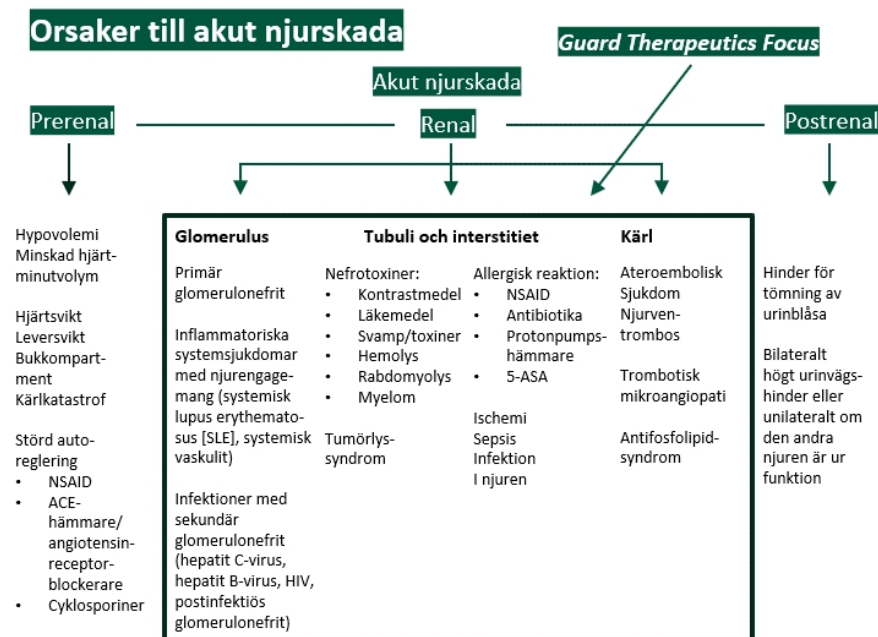 Orsaker till akut njurskada
Guard Therapeutics Focus
Akut njurskada
Prerenal
Renal
Postrenal
Hypovolemi
Minskad hjärt-
minutvolym
Hjärtsvikt
Leversvikt
Bukkompart-
ment
Kärlkatastrof
Störd auto-
reglering
• NSAID
• ACE-
hämmare/
angiotensin-
receptor-
blockerare
• Cyklosporiner
Glomerulus
Primär
glomerulonefrit
Inflammatoriska
systemsjukdomar
med njurengage-
mang (systemisk
lupus erythemato-
sus [SLE], systemisk
vaskulit)
Infektioner med
sekundär
glomerulonefrit
(hepatit C-virus,
hepatit B-virus, HIV,
postinfektiös
glomerulonefrit)
Tubuli och interstitiet
Nefrotoxiner:
• Kontrastmedel
• Läkemedel
• Svamp/toxiner
• Hemolys
• Rabdomyolys
• Myelom
Tumörlys-
syndrom
Allergisk reaktion:
• NSAID
• Antibiotika
• Protonpumps-
hämmare
• 5-ASA
Ischemi
Sepsis
Infektion
I njuren
Kärl
Ateroembolisk
Sjukdom
Njurven-
trombos
Trombotisk
mikroangiopati
Antifosfolipid-
syndrom
Hinder för
tömning av
urinblåsa
Bilateralt
högt urinvägs-
hinder eller
unilateralt om
den andra
njuren är ur
funktion